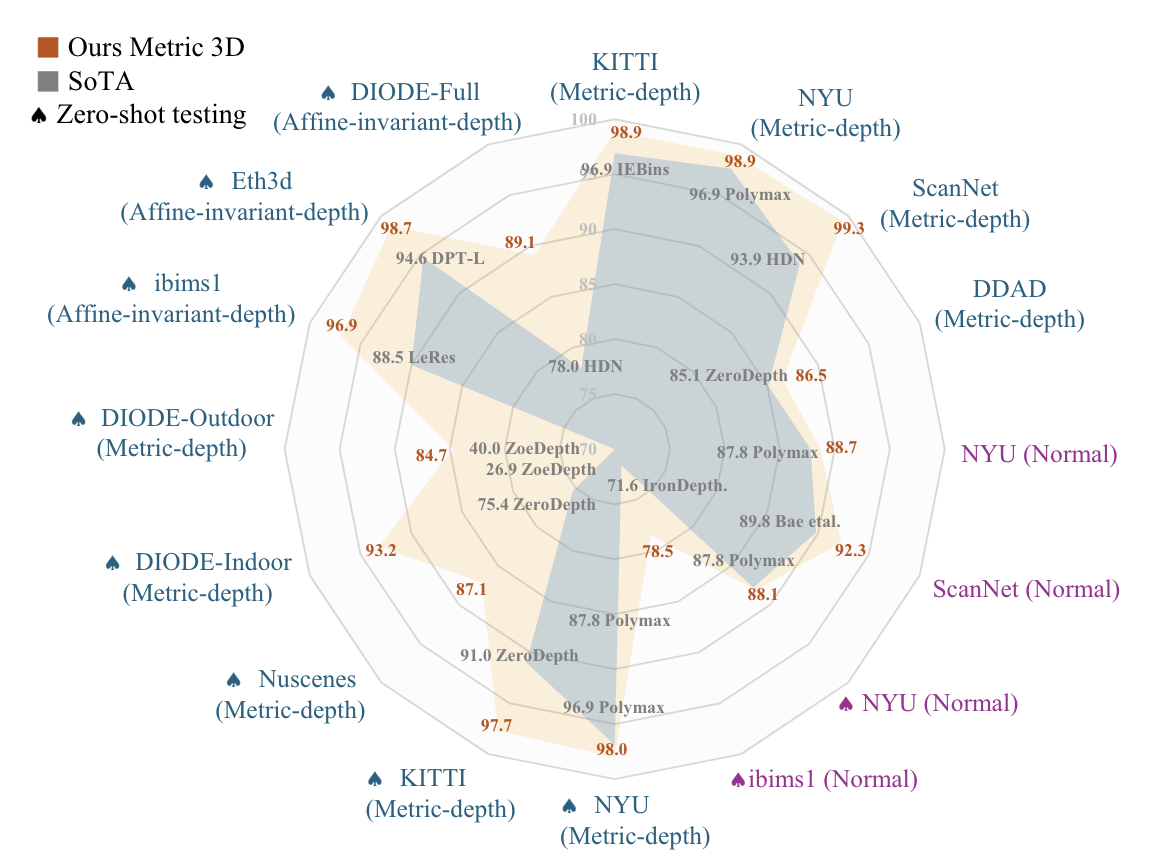 Ours Metric 3D
SoTA
♠ Zero-shot testing
KITTI
(Metric-depth)
♠ DIODE-Full
(Affine-invariant-depth)
NYU
(Metric-depth)
♠ Eth3d
(Affine-invariant-depth)
ScanNet
(Metric-depth)
♠ ibims1
(Affine-invariant-depth)
DDAD
(Metric-depth)
♠ DIODE-Outdoor
(Metric-depth)
NYU (Normal)
♠ DIODE-Indoor
(Metric-depth)
ScanNet (Normal)
♠ Nuscenes
(Metric-depth)
♠ NYU (Normal)
♠ KITTI
(Metric-depth)
♠ NYU
(Metric-depth)
♠ibims1 (Normal)
100
98.9
96.9 IEBins
98.9
96.9 Polymax
99.3
93.9 HDN
98.7
94.6 DPT-L
89.1
90
85
80
75
70
96.9
88.5 LeRes
78.0 HDN
85.1 ZeroDepth
86.5
84.7
40.0 ZoeDepth
26.9 ZoeDepth
75.4 ZeroDepth
87.8 Polymax
88.7
71.6 IronDepth.
89.8 Bae etal.
92.3
93.2
87.1
78.5
87.8 Polymax
88.1
87.8 Polymax
91.0 ZeroDepth
96.9 Polymax
97.7
98.0